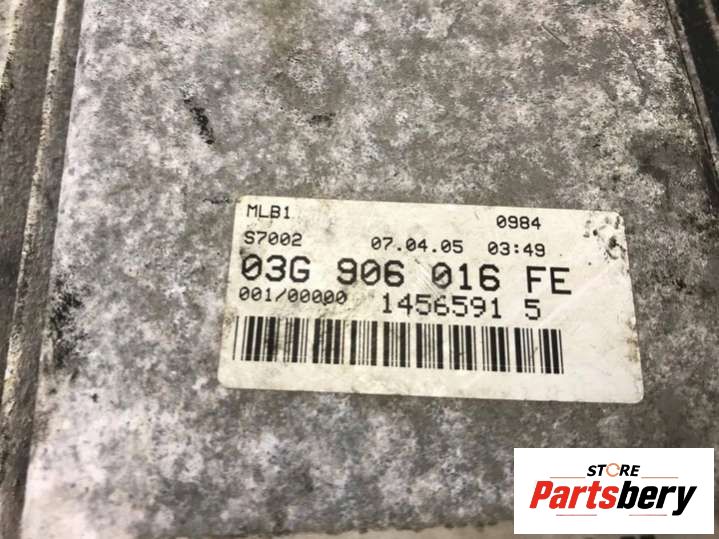 MLB1 0984
S7002 07.04.05 03:49
03G 906 016 FE
001/00000 1456591 5
STORE
Partsbery